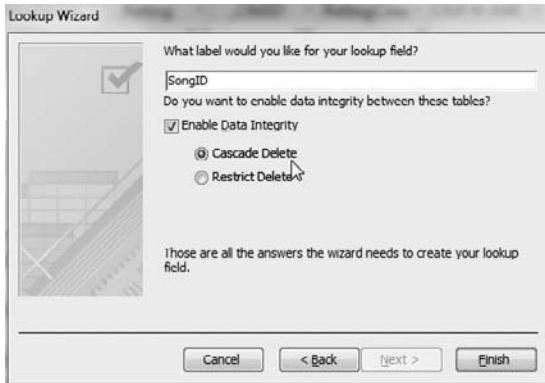 Lookup Wizard
What label would you like for your lookup field?
SongID
Do you want to enable data integrity between these tables?
Enable Data Integrity
Cascade Delete
Restrict Delete
Those are all the answers the wizard needs to create your lookup
field.
Cancel
< Back
Next >
Finish